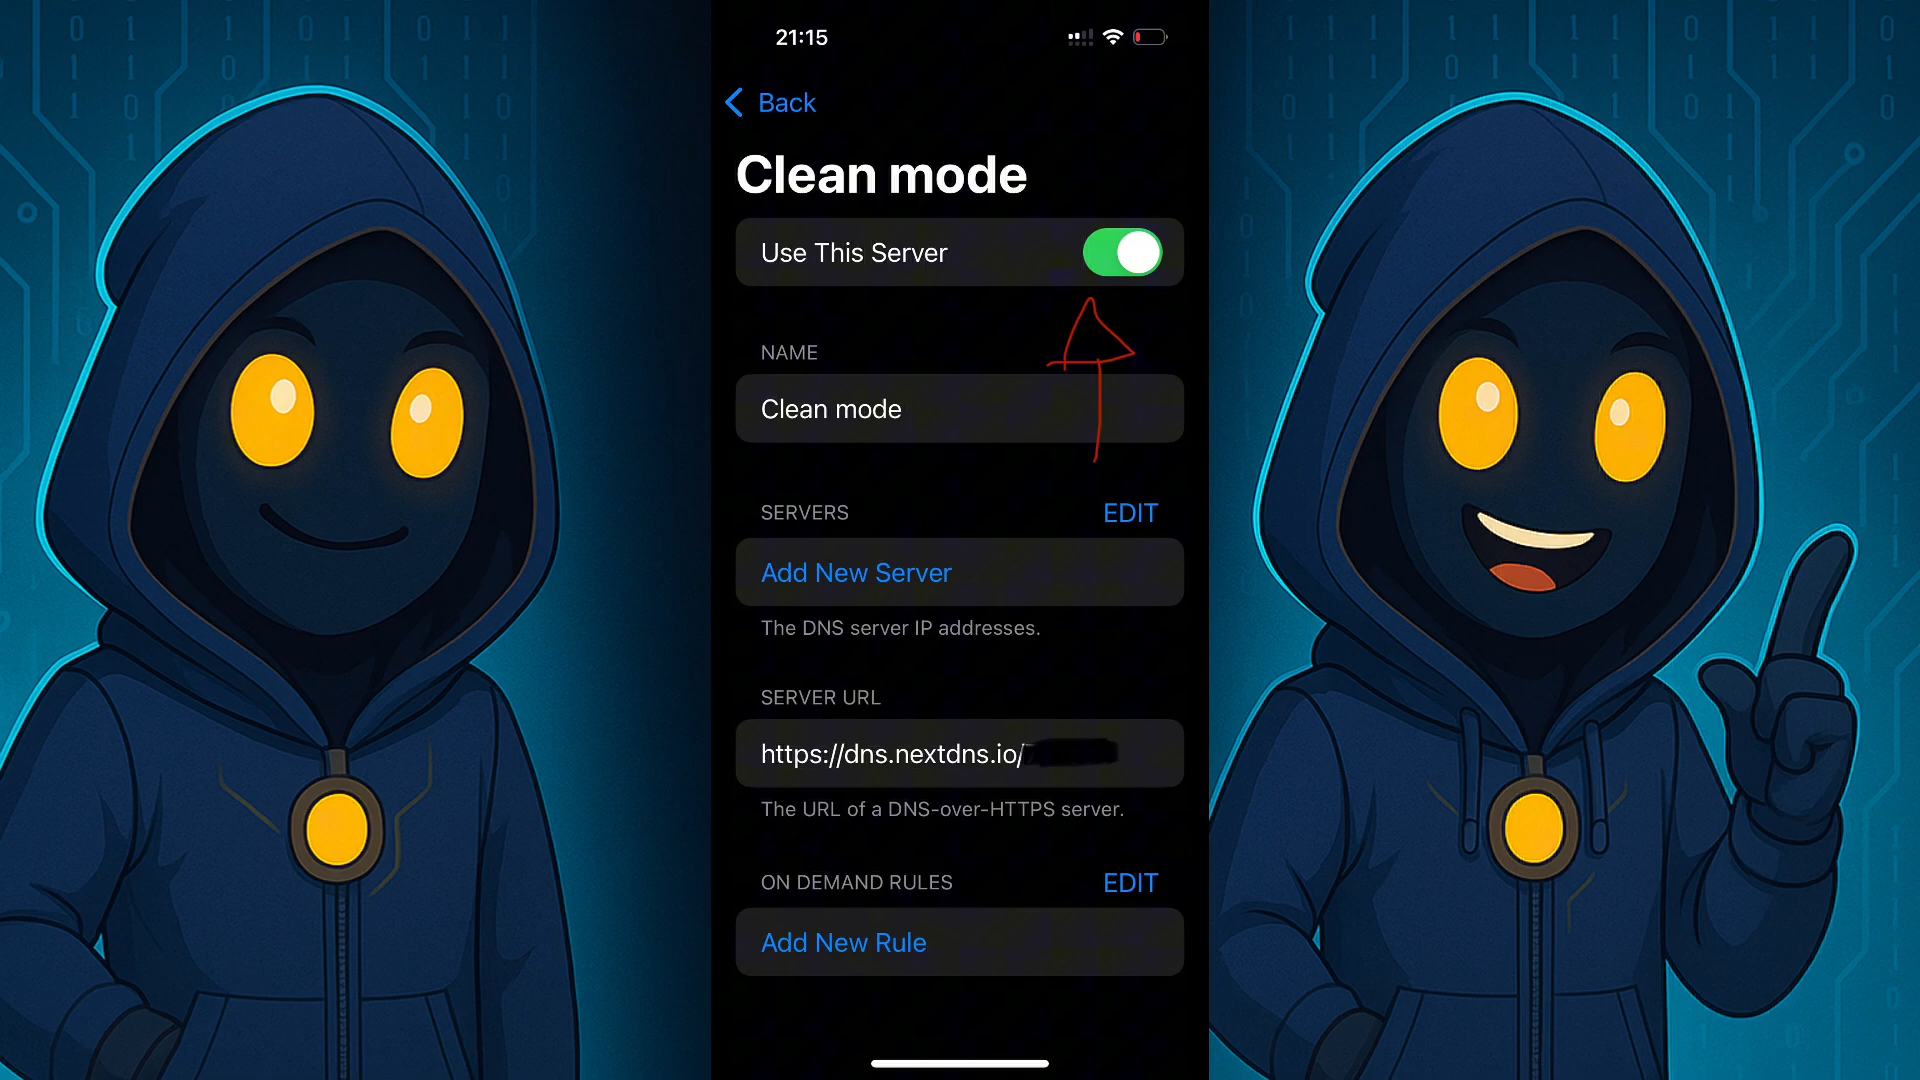 21:15
Back
Clean mode
Use This Server
NAME
Clean mode
SERVERS EDIT
Add New Server
The DNS server IP addresses.
SERVER URL
https://dns.nextdns.io/
The URL of a DNS-over-HTTPS server.
ON DEMAND RULES EDIT
Add New Rule